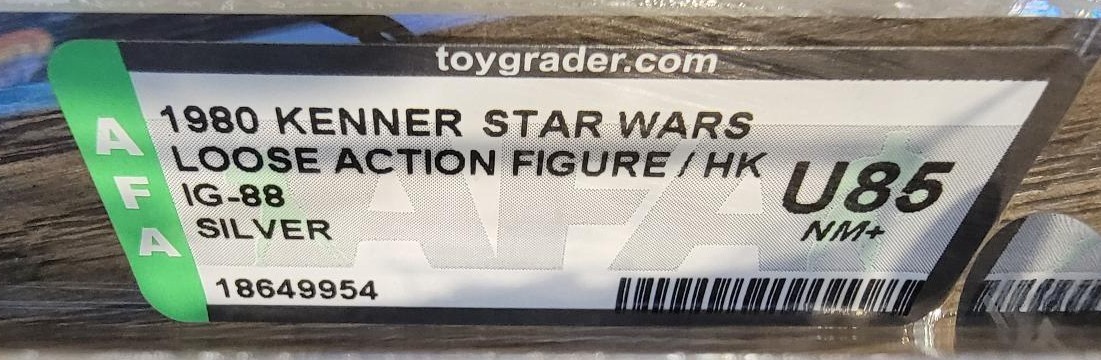 toygrader.com
AFA
1980 KENNER STAR WARS
LOOSE ACTION FIGURE / HK
IG-88
SILVER
U85
NM+
18649954